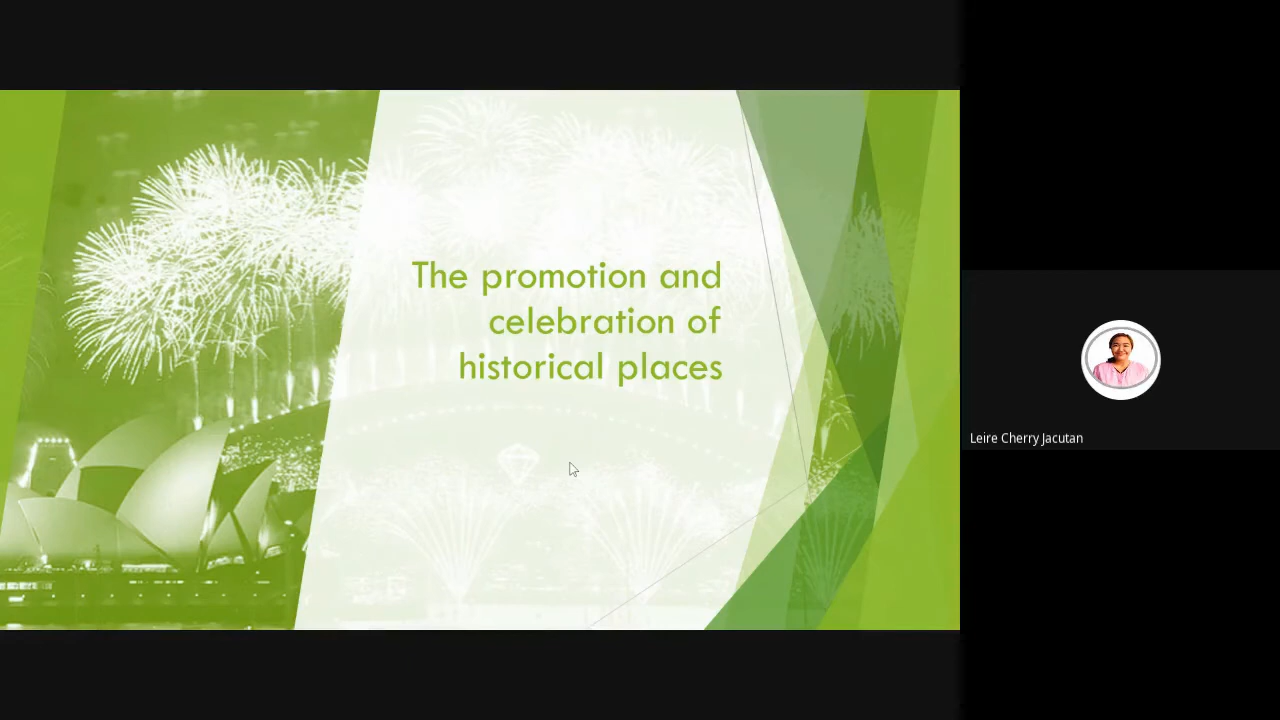 The promotion and
celebration of
historical places
Leire Cherry Jacutan